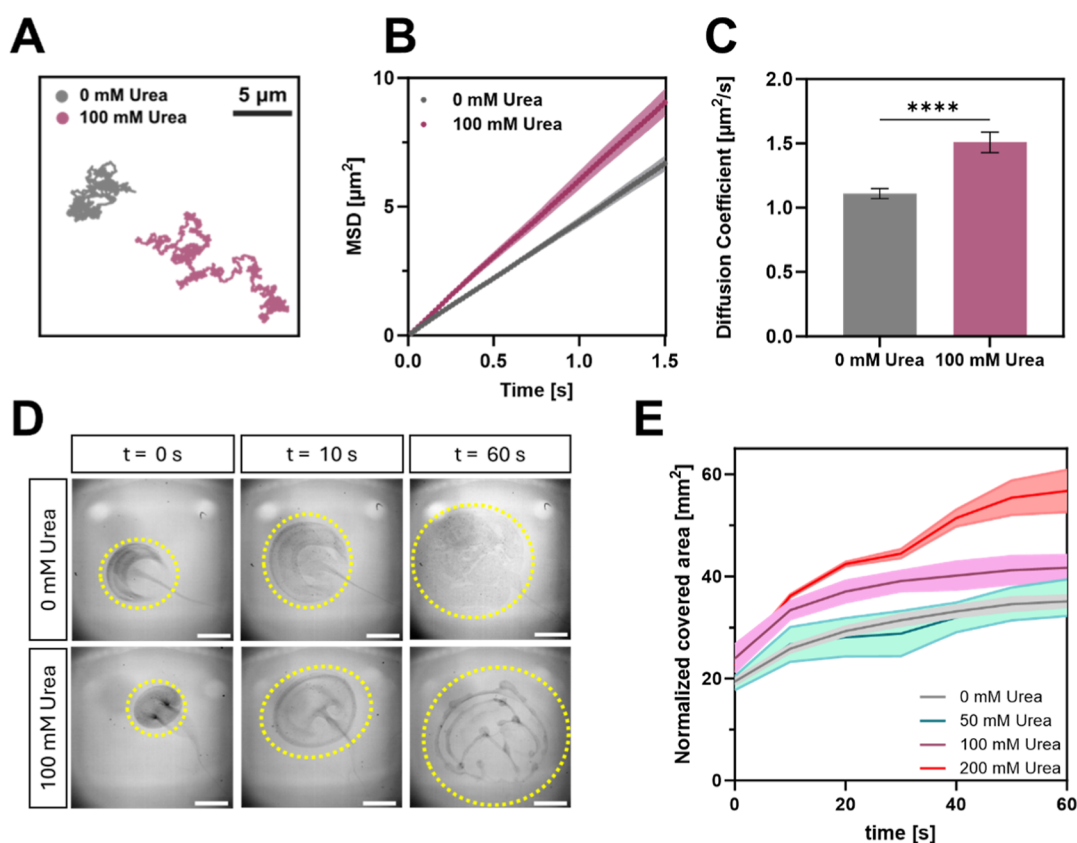 A
0 mM Urea
100 mM Urea
5 µm
B
10
5
0
0.0
0.5
1.0
1.5
MSD [µm²]
Time [s]
0 mM Urea
100 mM Urea
C
2.0
1.5
1.0
0.5
0.0
Diffusion Coefficient [µm²/s]
****
0 mM Urea
100 mM Urea
D
t = 0 s
t = 10 s
t = 60 s
0 mM Urea
100 mM Urea
E
60
40
20
0
0
20
40
60
Normalized covered area [mm²]
time [s]
0 mM Urea
50 mM Urea
100 mM Urea
200 mM Urea